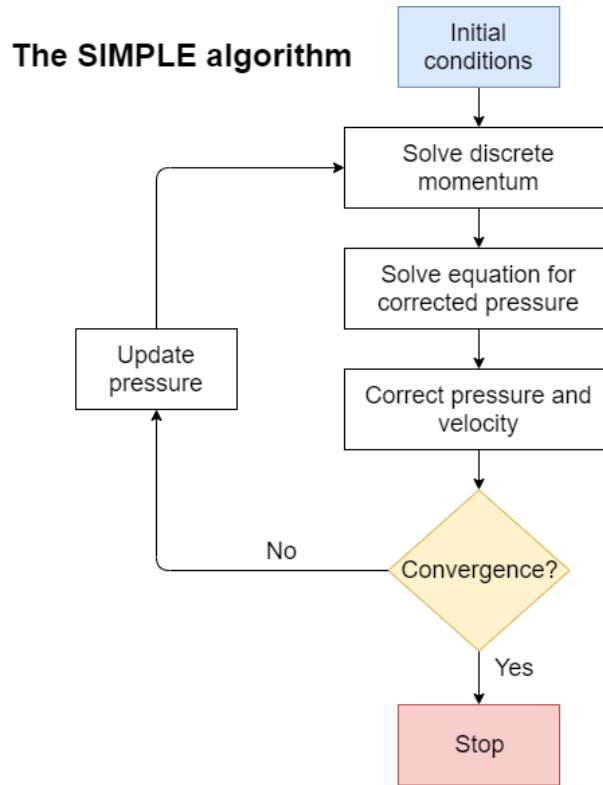 The SIMPLE algorithm
Initial
conditions
Solve discrete
momentum
Solve equation for
corrected pressure
Correct pressure and
velocity
Update
pressure
No
Convergence?
Yes
Stop